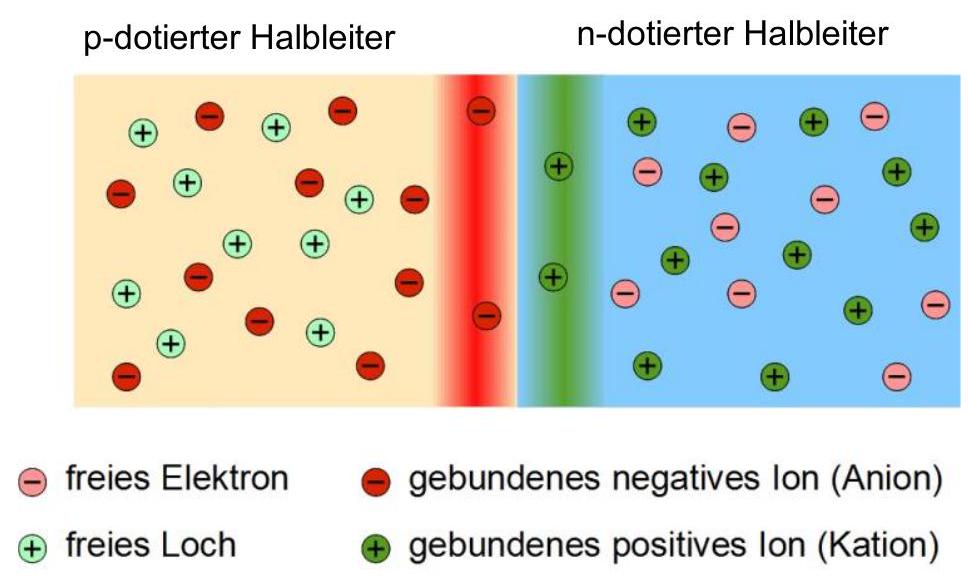 p-dotierter Halbleiter
n-dotierter Halbleiter
freies Elektron
gebundenes negatives Ion (Anion)
freies Loch
gebundenes positives Ion (Kation)